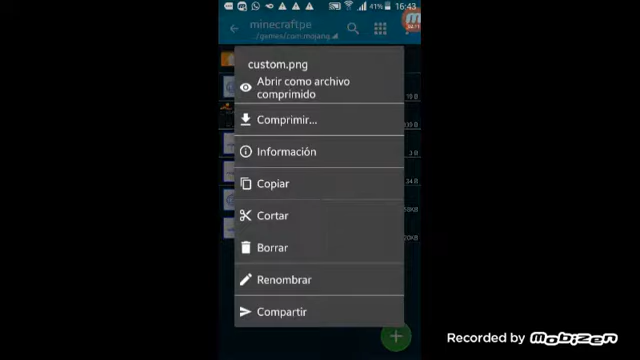 41% 16:43
minecraftpe
./games/com.mojang
custom.png
Abrir como archivo
comprimido
Comprimir...
Información
Copiar
Cortar
Borrar
Renombrar
Compartir
Recorded by Mobizen